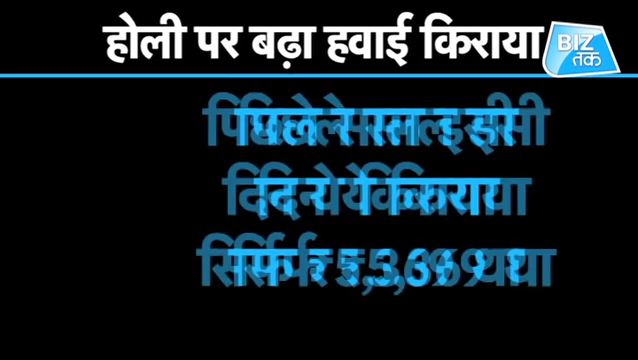 होली पर बढ़ा हवाई किराया
BIZ
तक
पिछले साल इसी
दिन ये किराया
सिर्फ था